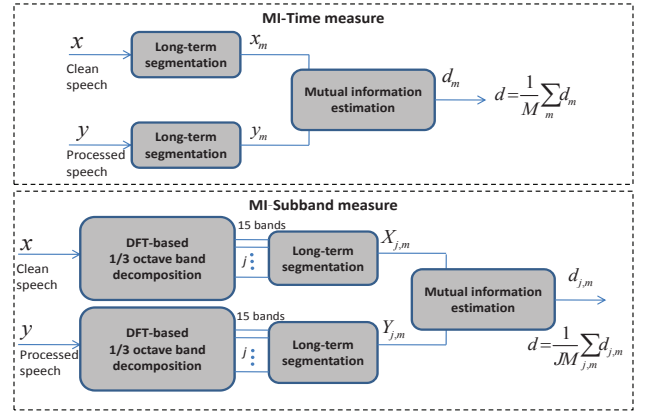 MI-Time measure
x
Clean
speech
Long-term
segmentation
x_m
y
Processed
speech
Long-term
segmentation
y_m
Mutual information
estimation
d_m
d = 1/M ∑_m d_m
MI-Subband measure
x
Clean
speech
DFT-based
1/3 octave band
decomposition
15 bands
j
Long-term
segmentation
X_{j,m}
y
Processed
speech
DFT-based
1/3 octave band
decomposition
15 bands
j
Long-term
segmentation
Y_{j,m}
Mutual information
estimation
d_{j,m}
d = 1/JM ∑_{j,m} d_{j,m}